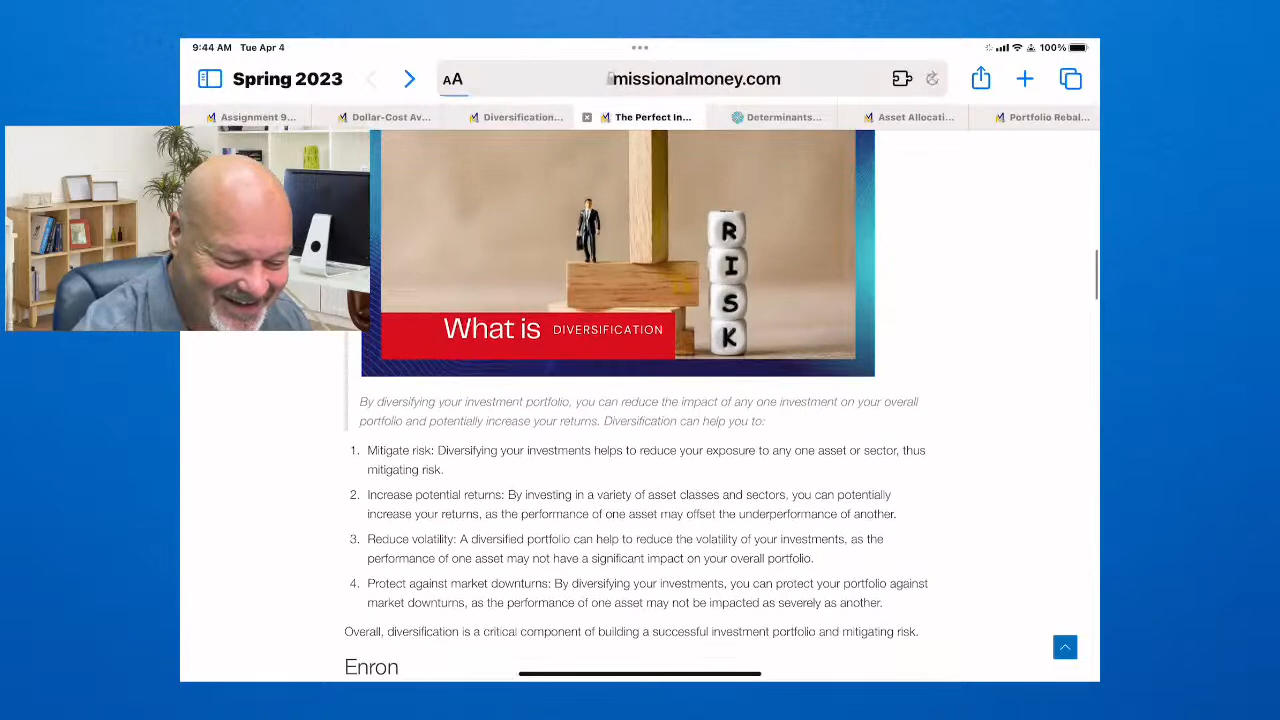 9:44 AM Tue Apr 4
100%
Spring 2023
AA
missionalmoney.com
Assignment 9...
Dollar-Cost Av...
Diversification...
The Perfect In...
Determinants...
Asset Allocati...
Portfolio Rebal...
R
I
S
K
What is DIVERSIFICATION
By diversifying your investment portfolio, you can reduce the impact of any one investment on your overall
portfolio and potentially increase your returns. Diversification can help you to:
1. Mitigate risk: Diversifying your investments helps to reduce your exposure to any one asset or sector, thus
mitigating risk.
2. Increase potential returns: By investing in a variety of asset classes and sectors, you can potentially
increase your returns, as the performance of one asset may offset the underperformance of another.
3. Reduce volatility: A diversified portfolio can help to reduce the volatility of your investments, as the
performance of one asset may not have a significant impact on your overall portfolio.
4. Protect against market downturns: By diversifying your investments, you can protect your portfolio against
market downturns, as the performance of one asset may not be impacted as severely as another.
Overall, diversification is a critical component of building a successful investment portfolio and mitigating risk.
Enron